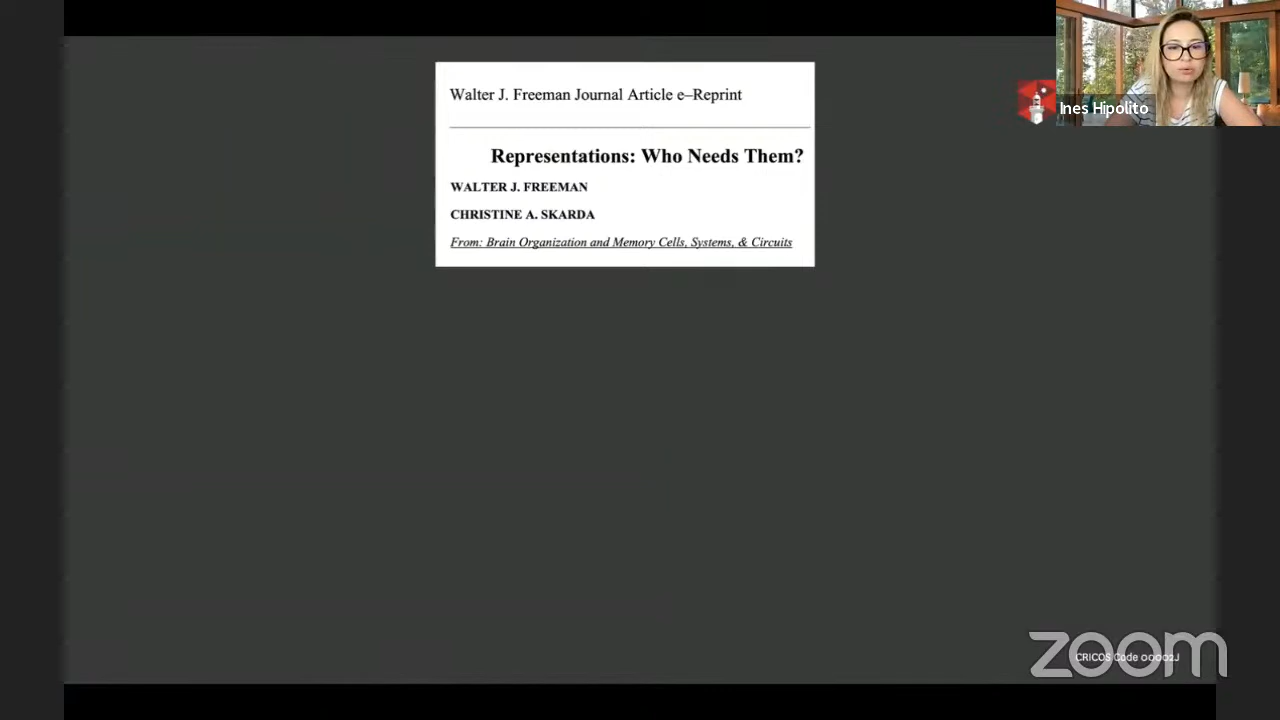 Walter J. Freeman Journal Article e–Reprint
Representations: Who Needs Them?
WALTER J. FREEMAN
CHRISTINE A. SKARDA
From: Brain Organization and Memory Cells, Systems, & Circuits
Ines Hipolito
zoom
CRICOS Code 00002J